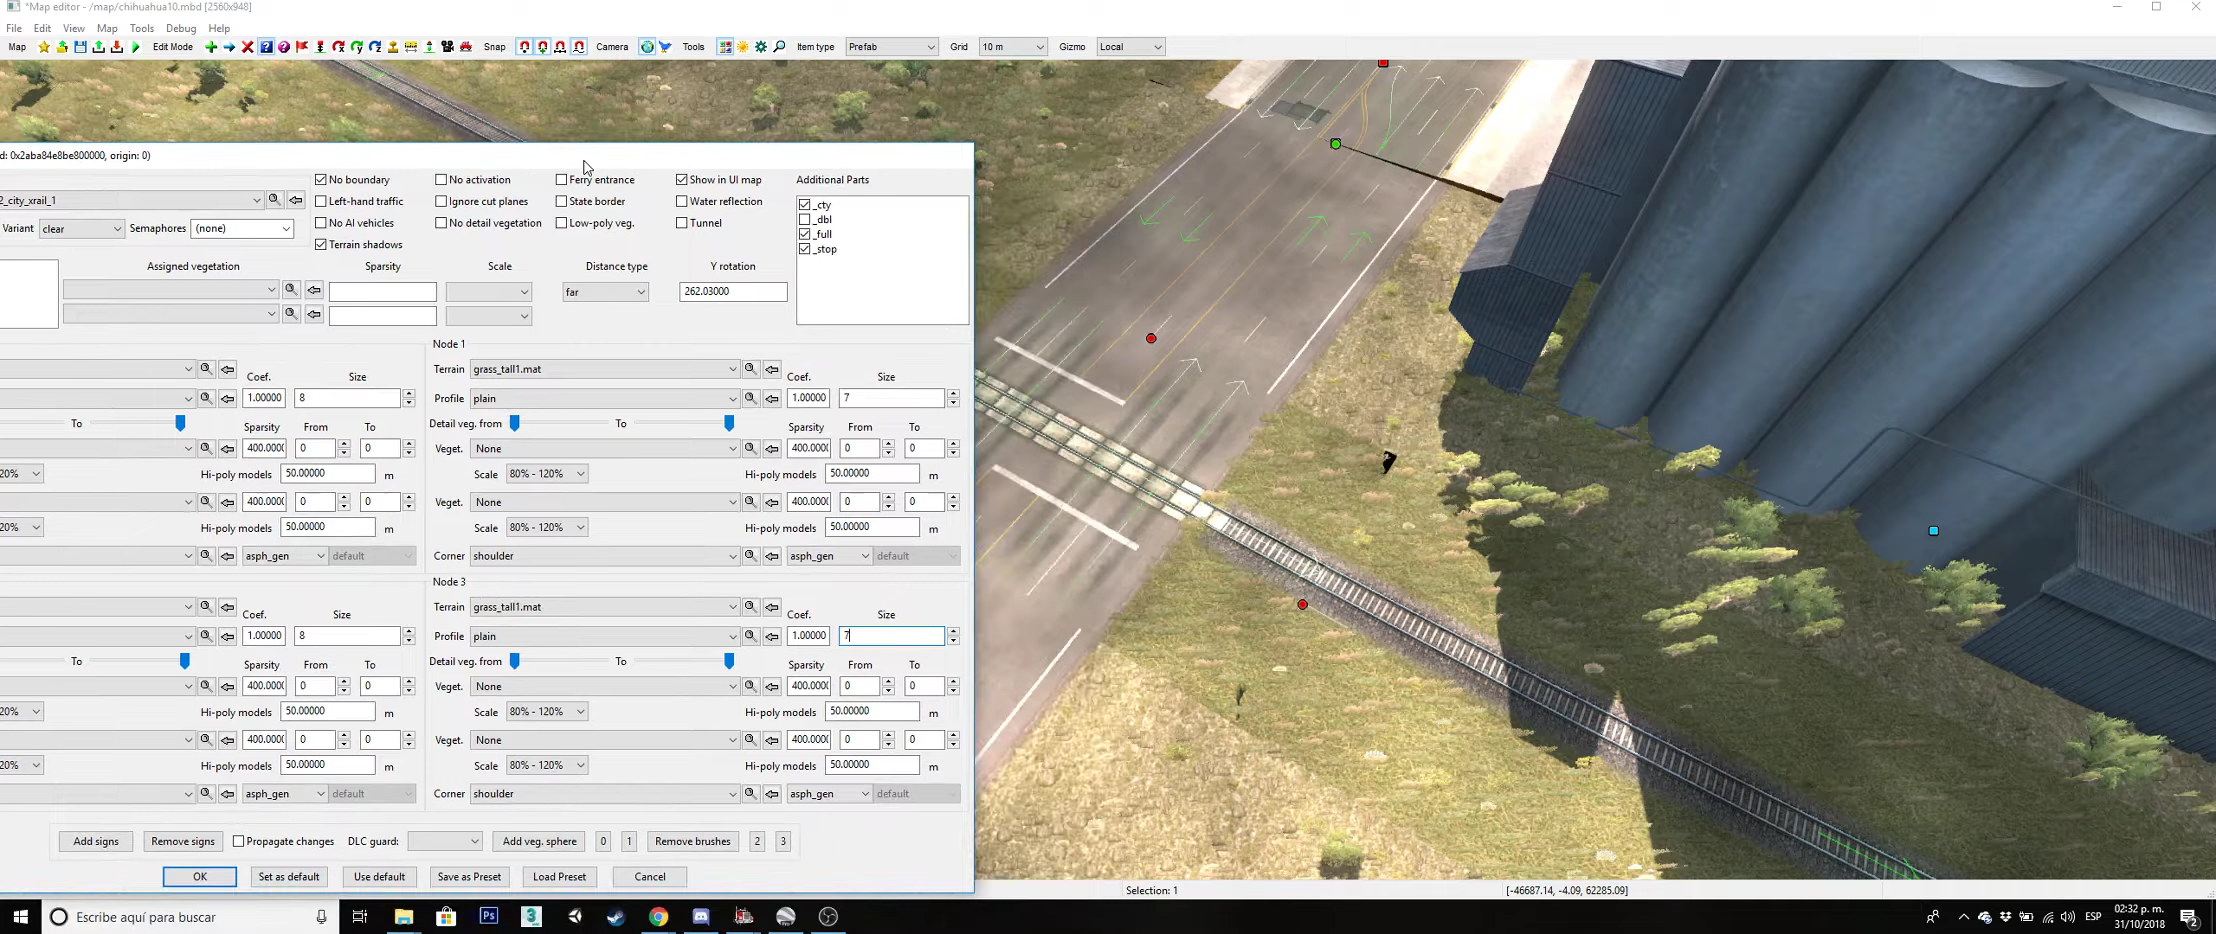 *Map editor - /map/chihuahua10.mbd [2560x948]
File Edit View Map Tools Debug Help
Map Edit Mode Snap Camera Tools Item type Prefab Grid 10 m Gizmo Local
d: 0x2aba84e8be800000, origin: 0)
No boundary No activation Ferry entrance Show in UI map Additional Parts
2_city_xrail_1 Left-hand traffic Ignore cut planes State border Water reflection _cty
_dbl
Variant clear Semaphores (none) No AI vehicles No detail vegetation Low-poly veg. Tunnel _full
Terrain shadows _stop
Assigned vegetation Sparsity Scale Distance type Y rotation
far 262.03000
Node 1
Terrain grass_tall1.mat
Coef. Size Coef. Size
1.00000 8 Profile plain 1.00000 7
To Detail veg. from To
Sparsity From To Sparsity From To
400.000( 0 0 Veget. None 400.000( 0 0
20% Hi-poly models 50.00000 m Scale 80% - 120% Hi-poly models 50.00000 m
400.000( 0 0 Veget. None 400.000( 0 0
20% Hi-poly models 50.00000 m Scale 80% - 120% Hi-poly models 50.00000 m
asph_gen default Corner shoulder asph_gen default
Node 3
Terrain grass_tall1.mat
Coef. Size Coef. Size
1.00000 8 Profile plain 1.00000 7
To Detail veg. from To
Sparsity From To Sparsity From To
400.000( 0 0 Veget. None 400.000( 0 0
20% Hi-poly models 50.00000 m Scale 80% - 120% Hi-poly models 50.00000 m
400.000( 0 0 Veget. None 400.000( 0 0
20% Hi-poly models 50.00000 m Scale 80% - 120% Hi-poly models 50.00000 m
asph_gen default Corner shoulder asph_gen default
Add signs Remove signs Propagate changes DLC guard: Add veg. sphere 0 1 Remove brushes 2 3
OK Set as default Use default Save as Preset Load Preset Cancel
Selection: 1 [-46687.14, -4.09, 62285.09]
Escribe aquí para buscar Ps 3 ESP 02:32 p. m.
31/10/2018 2